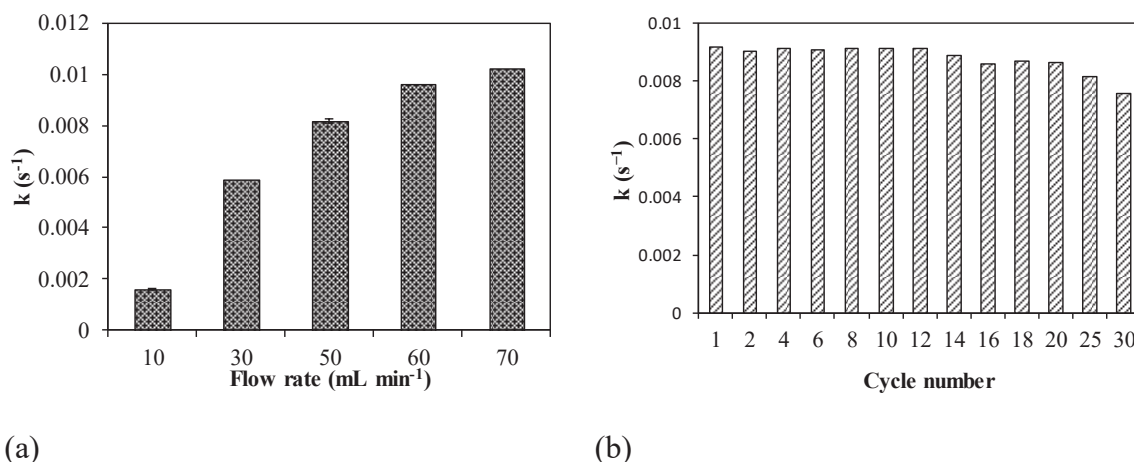 0.012
0.01
0.008
0.006
0.004
0.002
0
k (s-1)
10 30 50 60 70
Flow rate (mL min-1)
(a)
0.01
0.008
0.006
0.004
0.002
0
k (s−1)
1 2 4 6 8 10 12 14 16 18 20 25 30
Cycle number
(b)